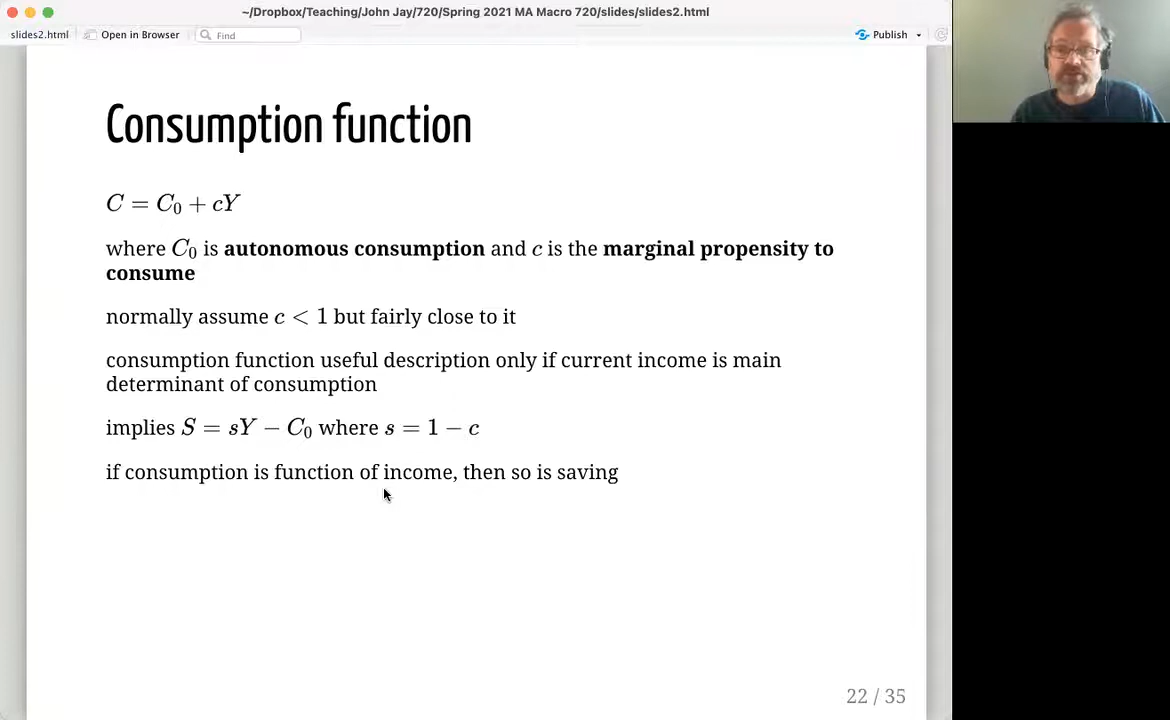 ~/Dropbox/Teaching/John Jay/720/Spring 2021 MA Macro 720/slides/slides2.html
slides2.html Open in Browser Find Publish
Consumption function
C = C₀ + cY
where C₀ is autonomous consumption and c is the marginal propensity to
consume
normally assume c < 1 but fairly close to it
consumption function useful description only if current income is main
determinant of consumption
implies S = sY − C₀ where s = 1 − c
if consumption is function of income, then so is saving
22 / 35